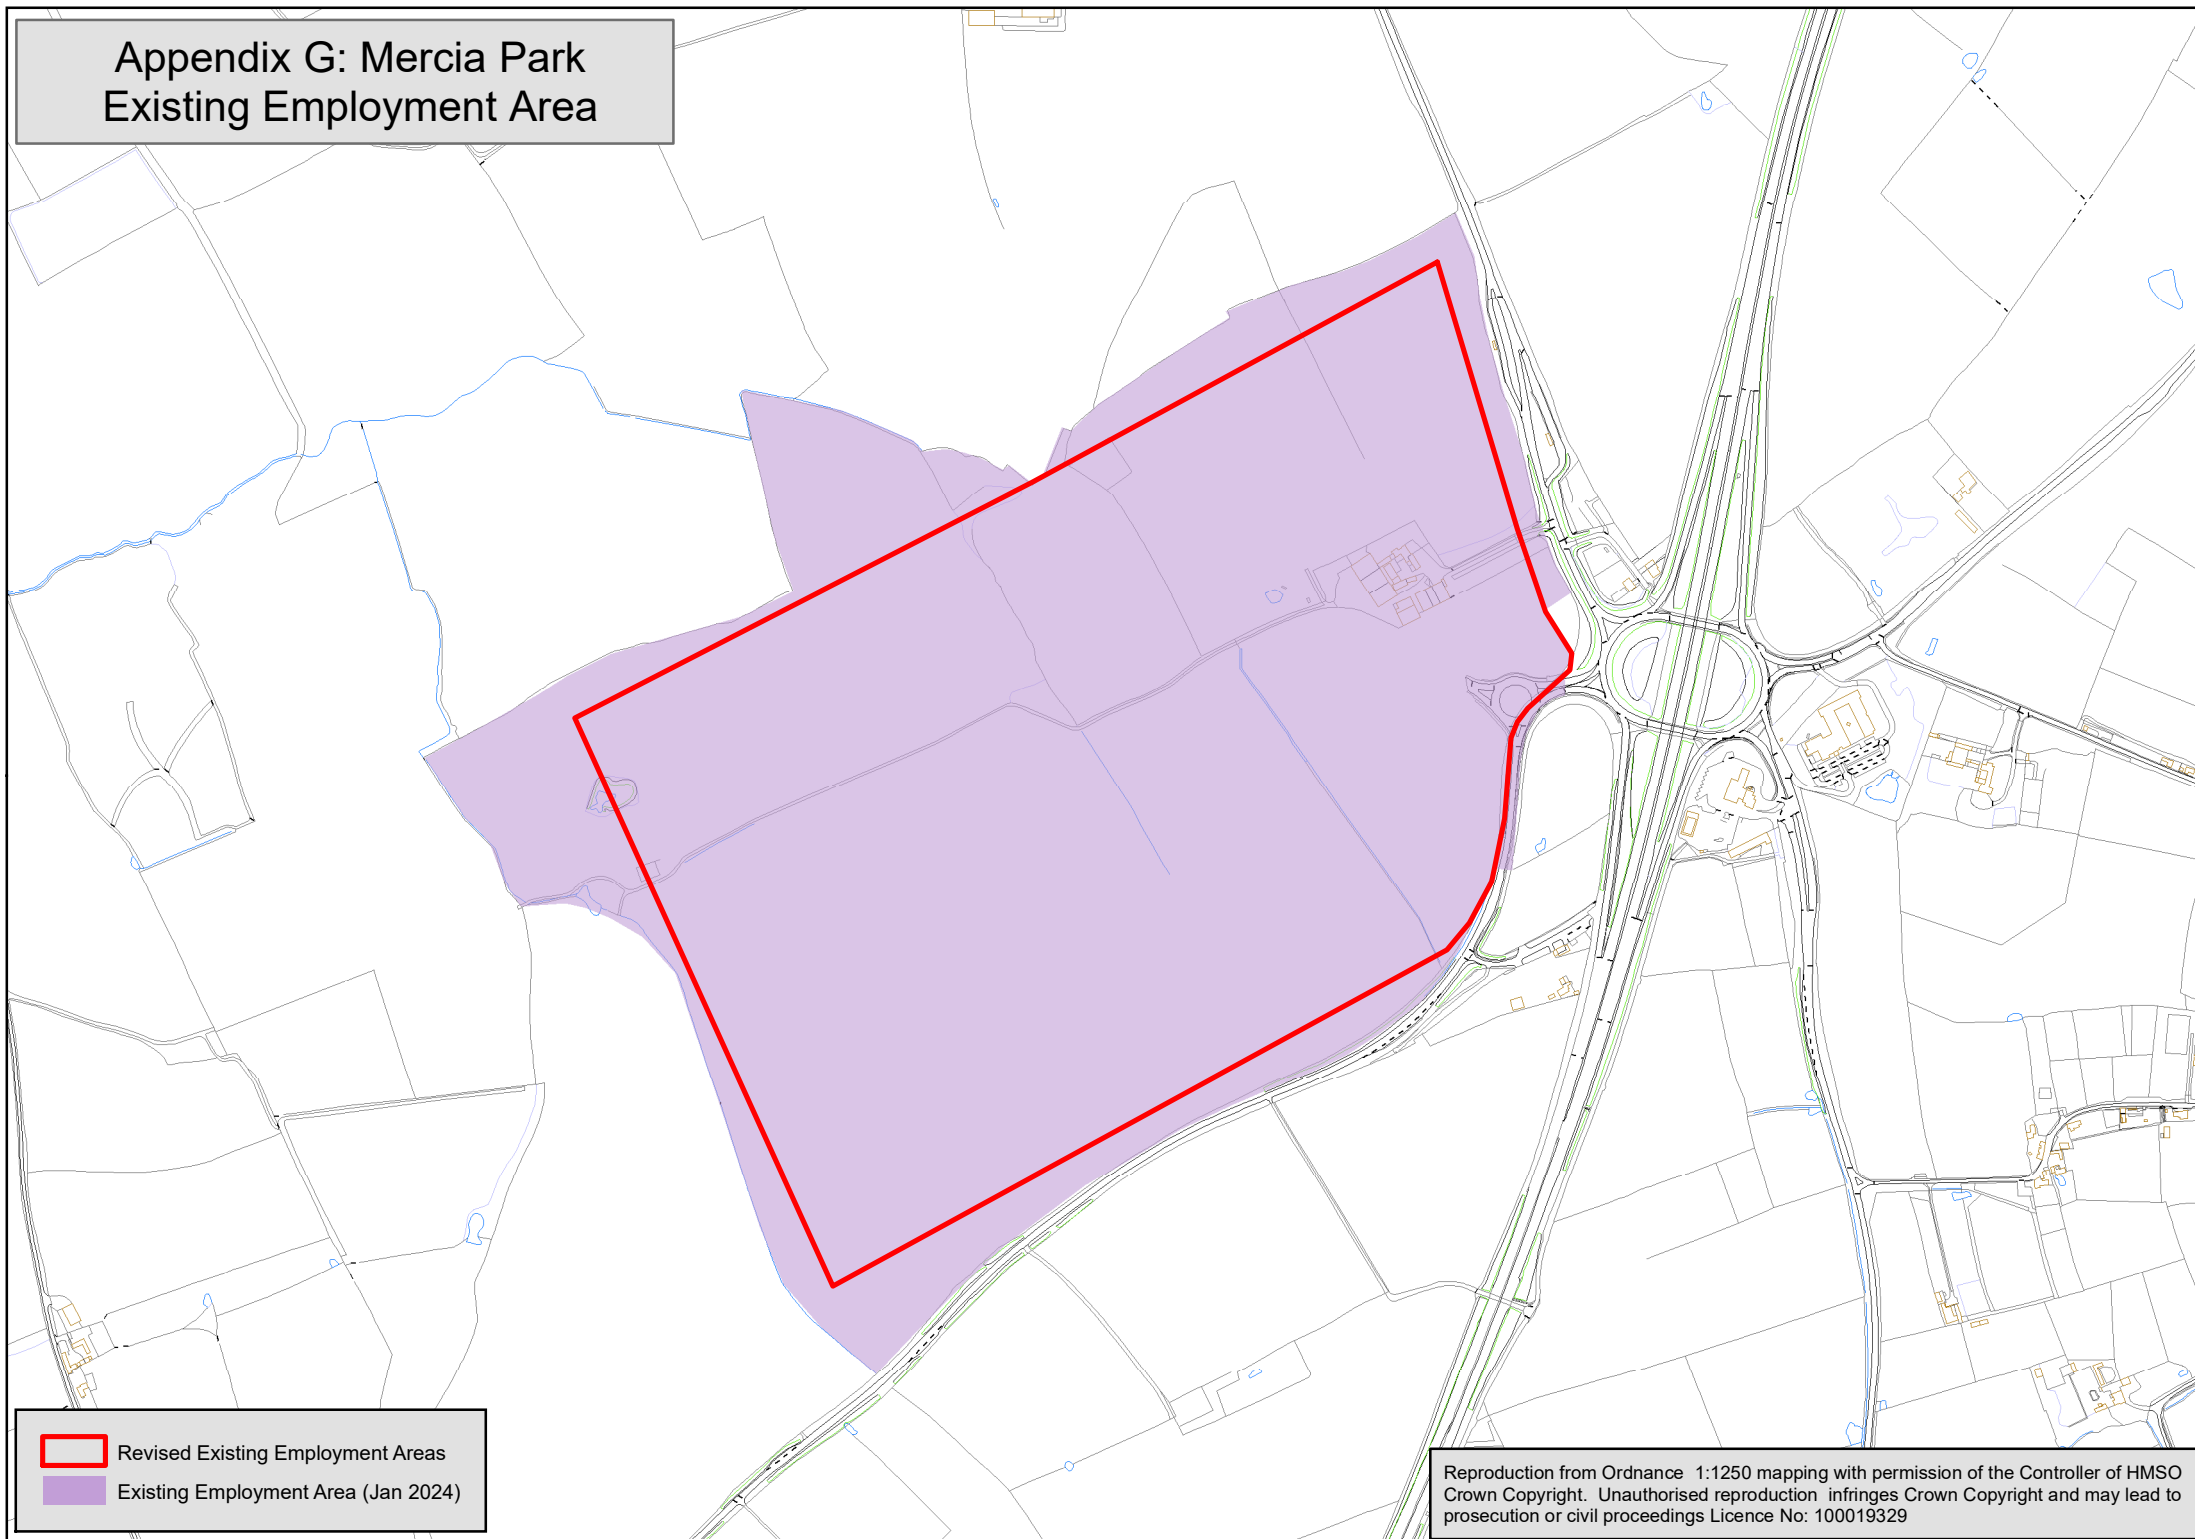 Appendix G: Mercia Park
Existing Employment Area
Revised Existing Employment Areas
Existing Employment Area (Jan 2024)
Reproduction from Ordnance 1:1250 mapping with permission of the Controller of HMSO
Crown Copyright. Unauthorised reproduction infringes Crown Copyright and may lead to
prosecution or civil proceedings Licence No: 100019329